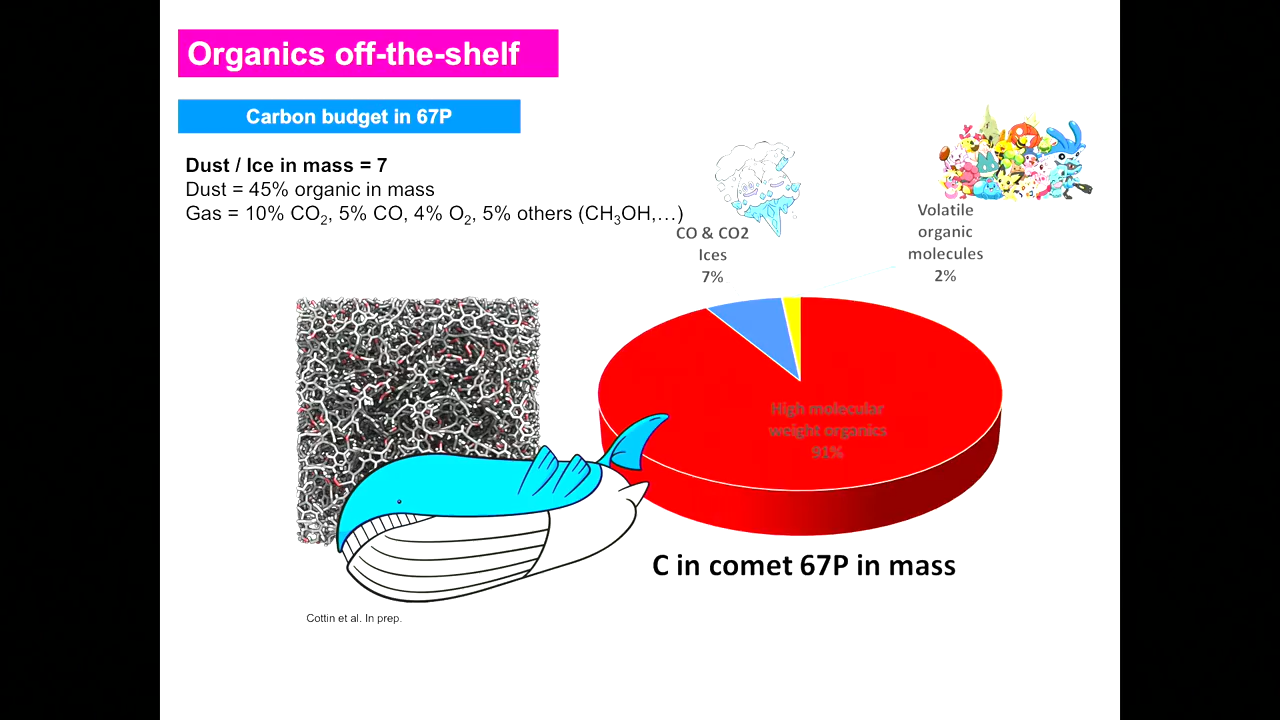 Organics off-the-shelf
Carbon budget in 67P
Dust / Ice in mass = 7
Dust = 45% organic in mass
Gas = 10% CO₂, 5% CO, 4% O₂, 5% others (CH₃OH,…)
CO & CO2
Ices
7%
Volatile
organic
molecules
2%
High molecular
weight organics
91%
C in comet 67P in mass
Cottin et al. In prep.